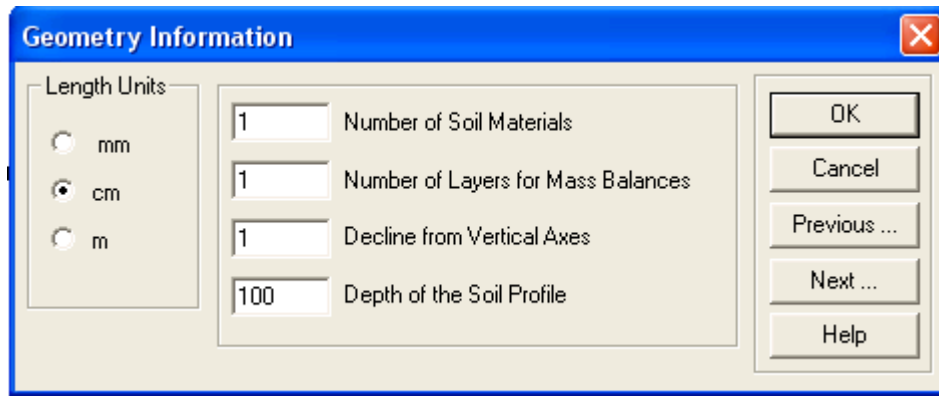 Geometry Information
Length Units
mm
cm
m
1 Number of Soil Materials
1 Number of Layers for Mass Balances
1 Decline from Vertical Axes
100 Depth of the Soil Profile
OK
Cancel
Previous ...
Next ...
Help